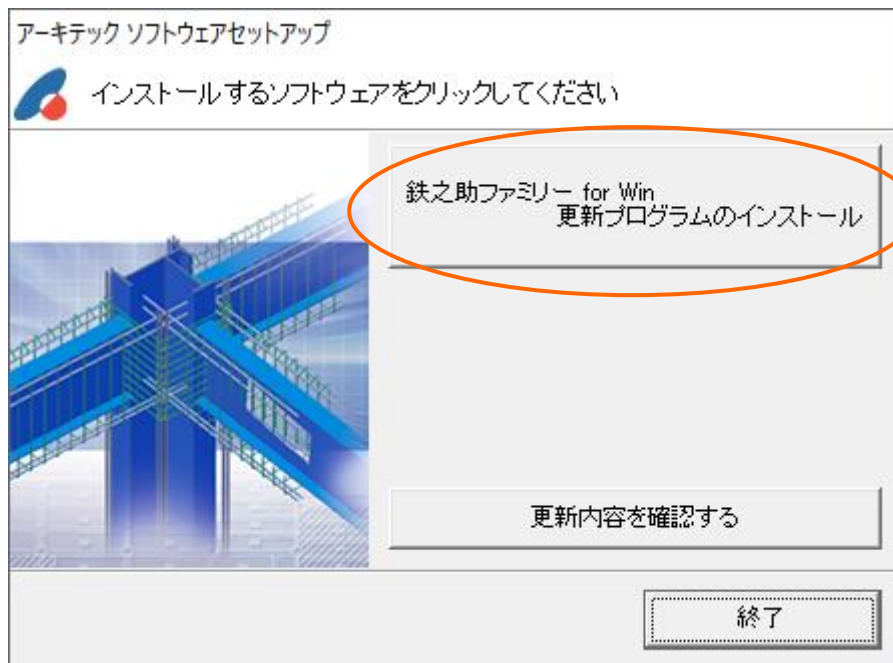 アーキテック ソフトウェアセットアップ
インストールするソフトウェアをクリックしてください
鉄之助ファミリー for Win
更新プログラムのインストール
更新内容を確認する
終了